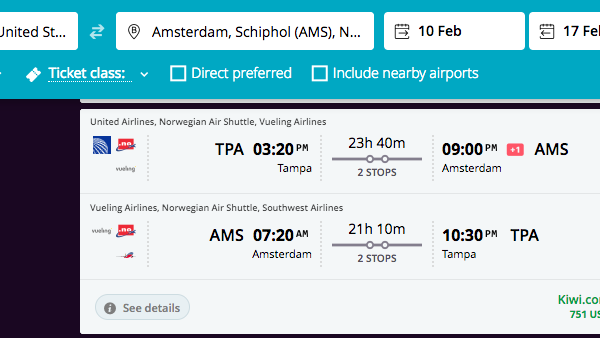 United St...
Amsterdam, Schiphol (AMS), N...
10 Feb
17 Fe
Ticket class:
Direct preferred
Include nearby airports
United Airlines, Norwegian Air Shuttle, Vueling Airlines
TPA 03:20 PM
23h 40m
09:00 PM +1 AMS
vueling
Tampa
2 STOPS
Amsterdam
Vueling Airlines, Norwegian Air Shuttle, Southwest Airlines
vueling
AMS 07:20 AM
21h 10m
10:30 PM TPA
Amsterdam
2 STOPS
Tampa
See details
Kiwi.co
751 US